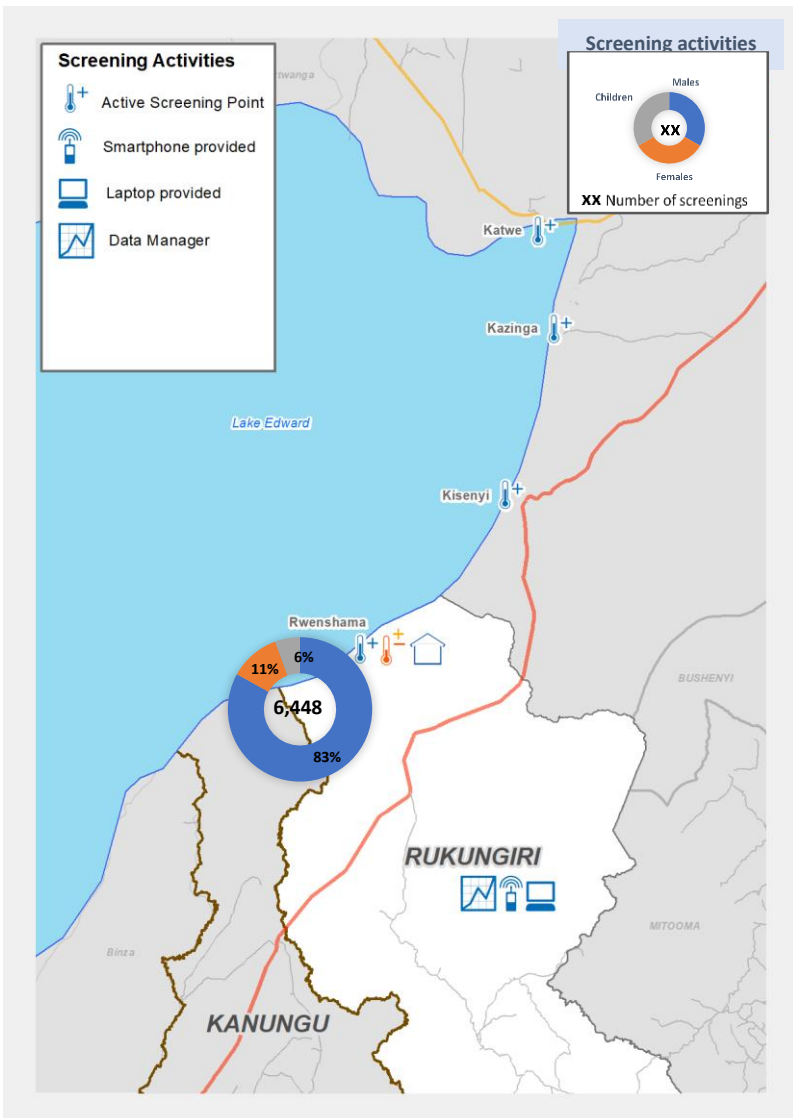 Screening Activities
Active Screening Point
Smartphone provided
Laptop provided
Data Manager
Screening activities
Males
Children
XX
Females
XX Number of screenings
Katwe
Kazinga
Lake Edward
Kisenyi
Rwenshama
11%
6%
6,448
83%
BUSHENYI
RUKUNGIRI
MITOOMA
Binza
KANUNGU